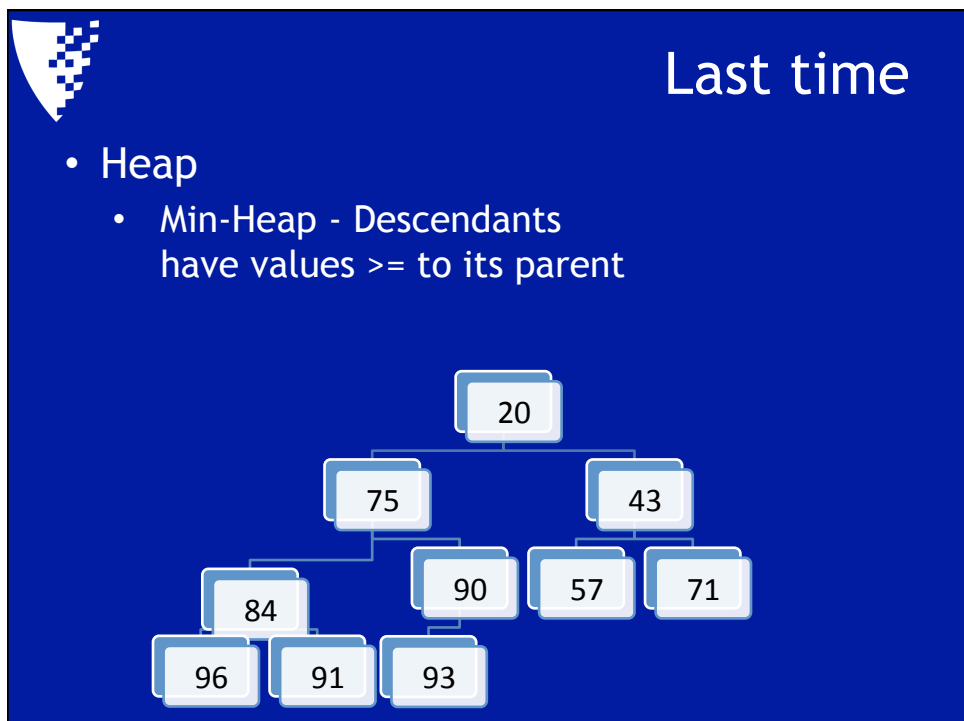 Last time
• Heap
• Min-Heap - Descendants
have values >= to its parent
20
75 43
84 90 57 71
96 91 93